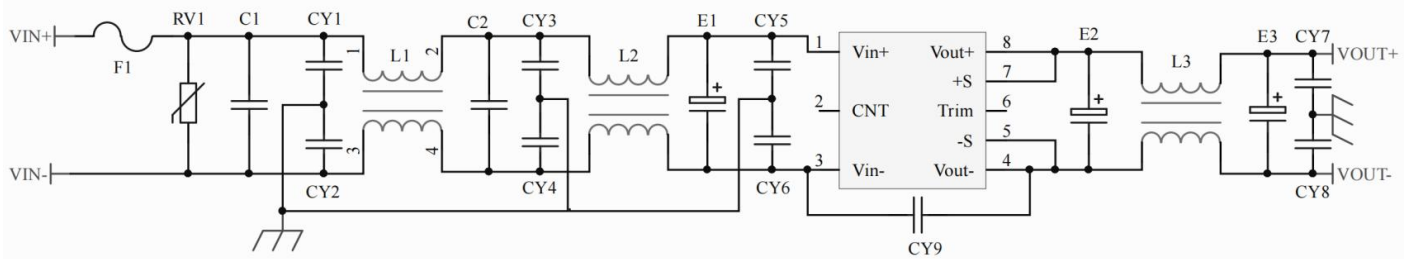 RV1 C1 CY1 C2 CY3 E1 CY5 E2 E3 CY7
VIN+ F1 1 L1 2 L2 1 Vin+ Vout+ 8 L3 VOUT+
+S 7
+ 2 CNT Trim 6 + +
-S 5
3 4
VIN- CY2 CY4 CY6 3 Vin- Vout- 4 CY8 VOUT-
CY9